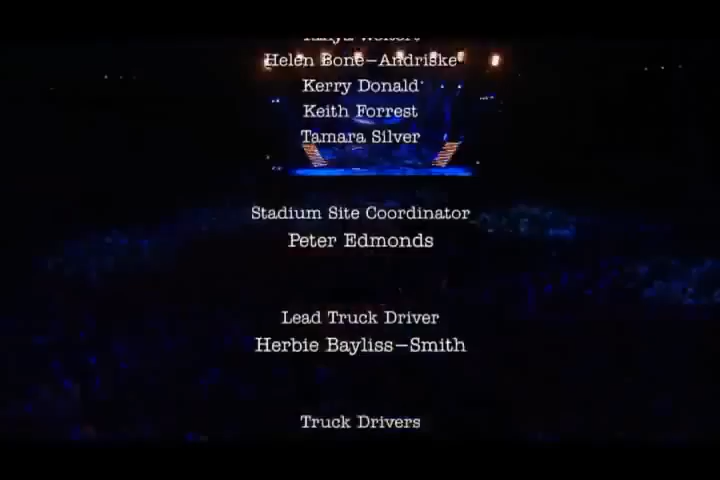 Helen Bone-Andriske
Kerry Donald
Keith Forrest
Tamara Silver
Stadium Site Coordinator
Peter Edmonds
Lead Truck Driver
Herbie Bayliss-Smith
Truck Drivers